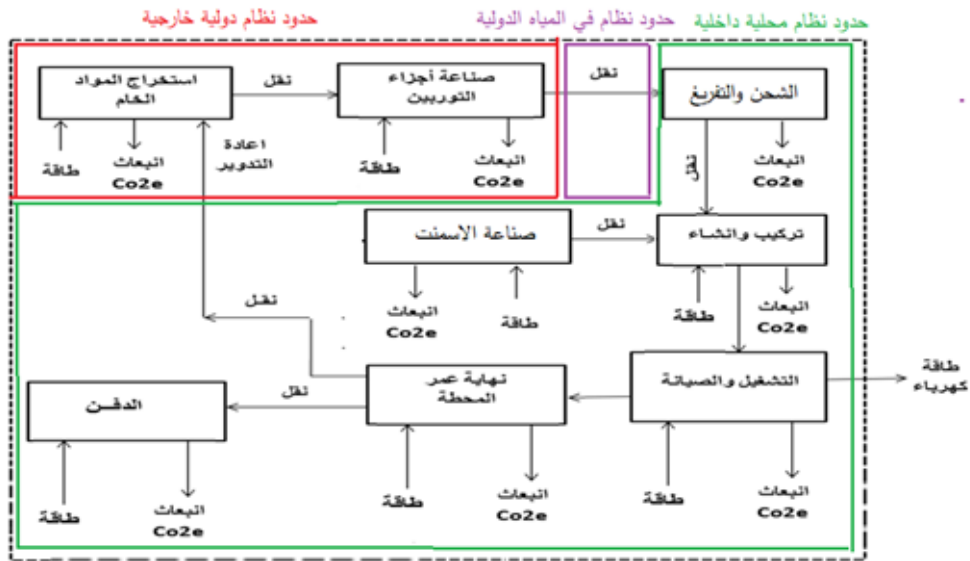 حدود نظام محلية داخلية
حدود نظام في المياه الدولية
حدود نظام دولية خارجية
استخراج المواد
الخام
نقل
صناعة أجزاء
التوربين
نقل
الشحن والتفريغ
طاقة
انبعاث
Co2e
اعادة
التدوير
طاقة
انبعاث
Co2e
نقل
انبعاث
Co2e
صناعة الاسمنت
نقل
تركيب وانشاء
انبعاث
Co2e
طاقة
طاقة
انبعاث
Co2e
نقل
الدفن
نقل
نهاية عمر
المحطة
التشغيل والصيانة
طاقة
كهرباء
طاقة
انبعاث
Co2e
طاقة
انبعاث
Co2e
طاقة
انبعاث
Co2e